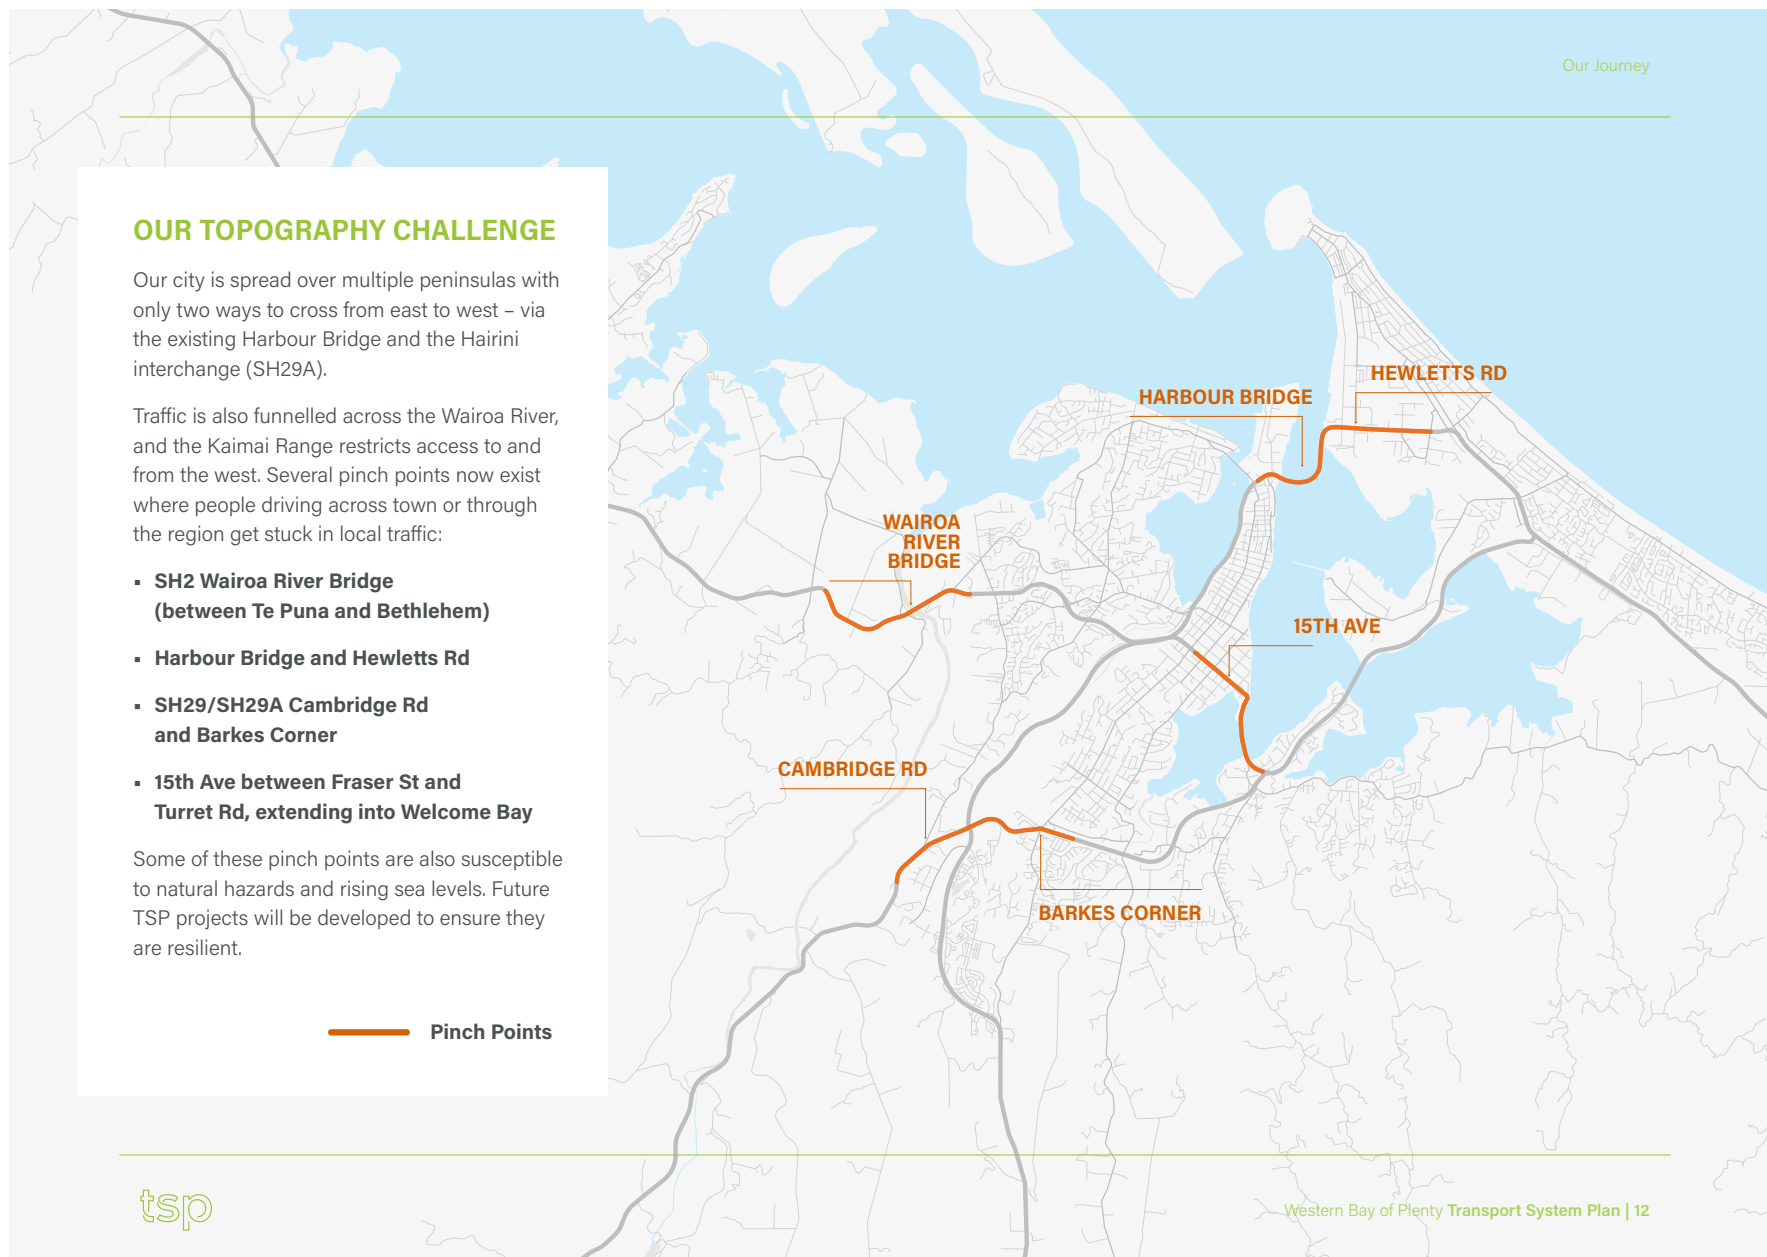 Our Journey
OUR TOPOGRAPHY CHALLENGE
Our city is spread over multiple peninsulas with
only two ways to cross from east to west – via
the existing Harbour Bridge and the Hairini
interchange (SH29A).
Traffic is also funnelled across the Wairoa River,
and the Kaimai Range restricts access to and
from the west. Several pinch points now exist
where people driving across town or through
the region get stuck in local traffic:
▪ SH2 Wairoa River Bridge
(between Te Puna and Bethlehem)
▪ Harbour Bridge and Hewletts Rd
▪ SH29/SH29A Cambridge Rd
and Barkes Corner
▪ 15th Ave between Fraser St and
Turret Rd, extending into Welcome Bay
Some of these pinch points are also susceptible
to natural hazards and rising sea levels. Future
TSP projects will be developed to ensure they
are resilient.
Pinch Points
HEWLETTS RD
HARBOUR BRIDGE
WAIROA
RIVER
BRIDGE
15TH AVE
CAMBRIDGE RD
BARKES CORNER
tsp
Western Bay of Plenty Transport System Plan | 12